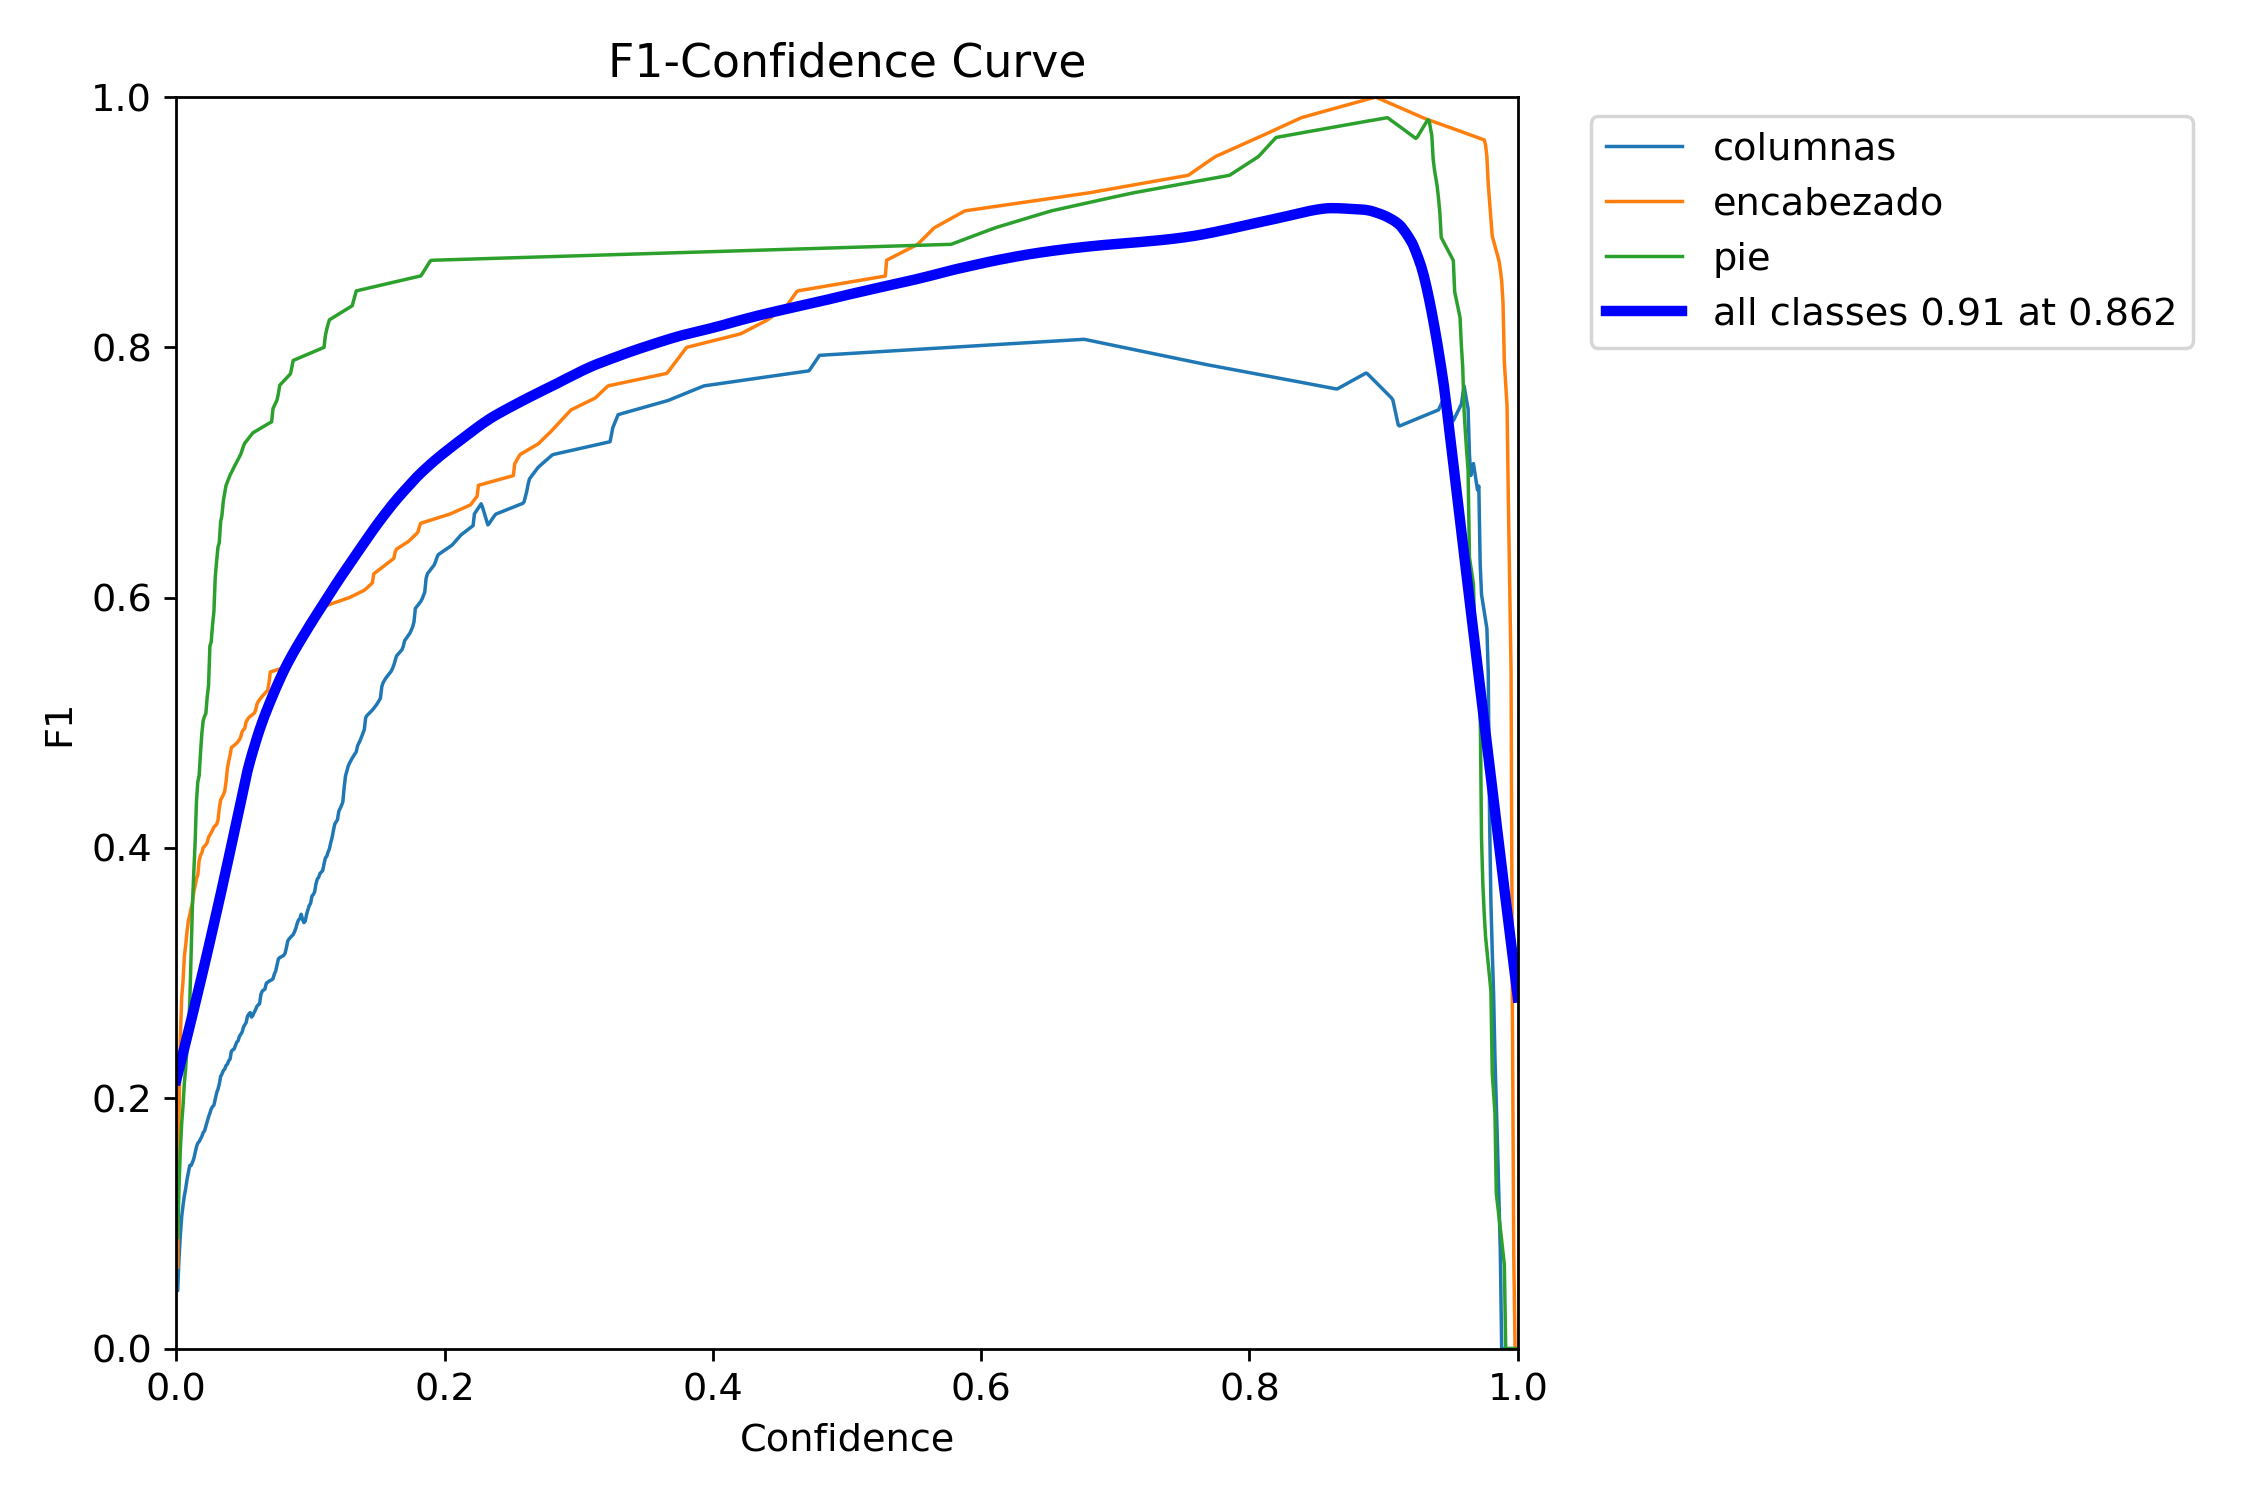 F1-Confidence Curve
1.0
0.8
0.6
0.4
0.2
0.0
F1
0.0 0.2 0.4 0.6 0.8 1.0
Confidence
columnas
encabezado
pie
all classes 0.91 at 0.862